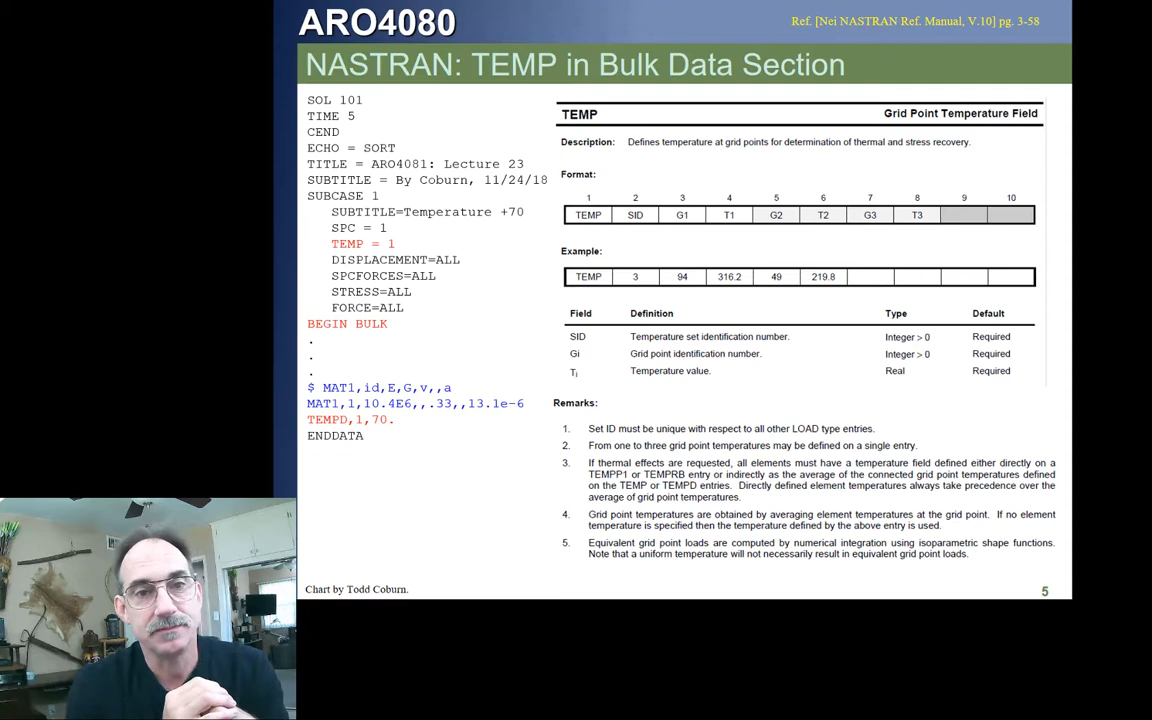 ARO4080
Ref. [Nei NASTRAN Ref. Manual, V.10] pg. 3-58
NASTRAN: TEMP in Bulk Data Section
SOL 101
TIME 5
CEND
ECHO = SORT
TITLE = ARO4081: Lecture 23
SUBTITLE = By Coburn, 11/24/18
SUBCASE 1
SUBTITLE=Temperature +70
SPC = 1
TEMP = 1
DISPLACEMENT=ALL
SPCFORCES=ALL
STRESS=ALL
FORCE=ALL
BEGIN BULK
.
.
.
$ MAT1,id,E,G,v,,a
MAT1,1,10.4E6,,.33,,13.1e-6
TEMPD,1,70.
ENDDATA
TEMP Grid Point Temperature Field
Description: Defines temperature at grid points for determination of thermal and stress recovery.
Format:
1 2 3 4 5 6 7 8 9 10
TEMP SID G1 T1 G2 T2 G3 T3
Example:
TEMP 3 94 316.2 49 219.8
Field Definition Type Default
SID Temperature set identification number. Integer > 0 Required
Gi Grid point identification number. Integer > 0 Required
Ti Temperature value. Real Required
Remarks:
1. Set ID must be unique with respect to all other LOAD type entries.
2. From one to three grid point temperatures may be defined on a single entry.
3. If thermal effects are requested, all elements must have a temperature field defined either directly on a
TEMPP1 or TEMPRB entry or indirectly as the average of the connected grid point temperatures defined
on the TEMP or TEMPD entries. Directly defined element temperatures always take precedence over the
average of grid point temperatures.
4. Grid point temperatures are obtained by averaging element temperatures at the grid point. If no element
temperature is specified then the temperature defined by the above entry is used.
5. Equivalent grid point loads are computed by numerical integration using isoparametric shape functions.
Note that a uniform temperature will not necessarily result in equivalent grid point loads.
Chart by Todd Coburn.
5